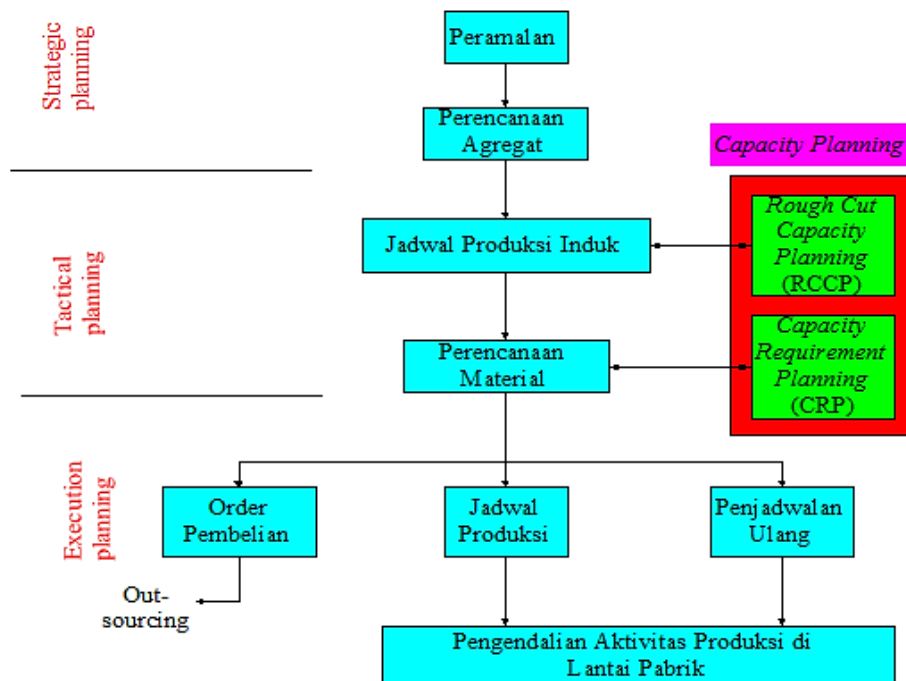 Strategic
planning
Peramalan
Perencanaan
Agregat
Capacity Planning
Tactical
planning
Jadwal Produksi Induk
Rough Cut
Capacity
Planning
(RCCP)
Perencanaan
Material
Capacity
Requirement
Planning
(CRP)
Execution
planning
Order
Pembelian
Jadwal
Produksi
Penjadwalan
Ulang
Out-
sourcing
Pengendalian Aktivitas Produksi di
Lantai Pabrik